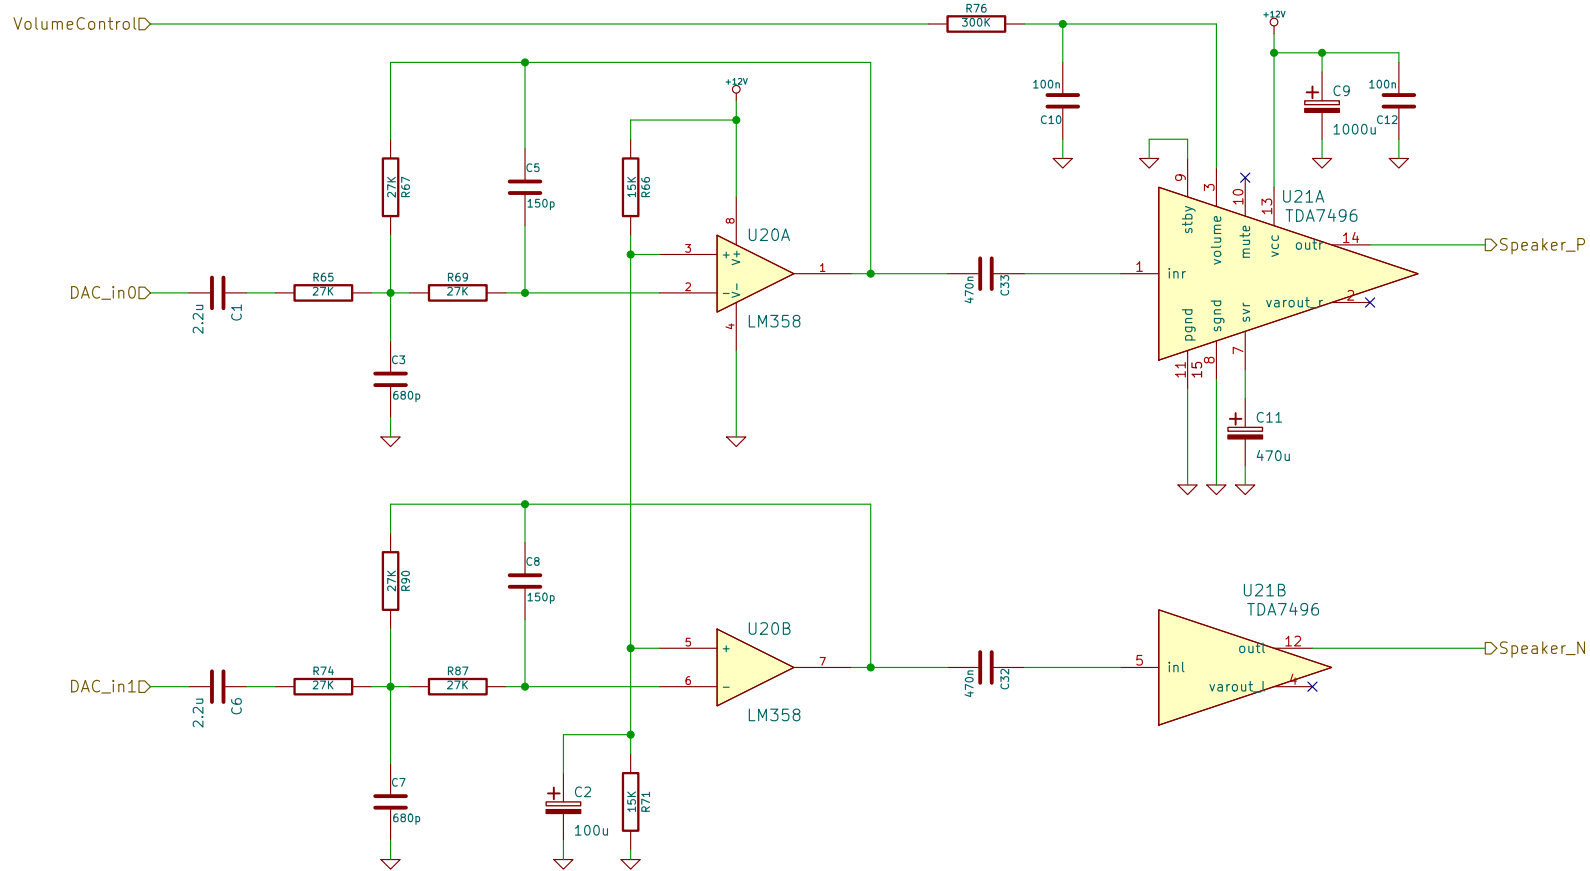 VolumeControl
R76
300K
+12V
100n
C10
C9
1000u
100n
C12
+12V
27K
R67
C5
150p
15K
R66
U20A
8
3
+
V+
1
2
-
V-
4
LM358
DAC_in0
2.2u
C1
R65
27K
R69
27K
C3
680p
470n
C33
U21A
TDA7496
9
stby
3
volume
10
mute
13
vcc
outr
14
Speaker_P
1
inr
varout_r
2
pgnd
11
15
sgnd
8
svr
7
C11
470u
27K
R90
C8
150p
U20B
5
+
7
6
-
LM358
DAC_in1
2.2u
C6
R74
27K
R87
27K
C7
680p
470n
C32
U21B
TDA7496
outl
12
Speaker_N
5
inl
varout_l
4
C2
100u
15K
R71